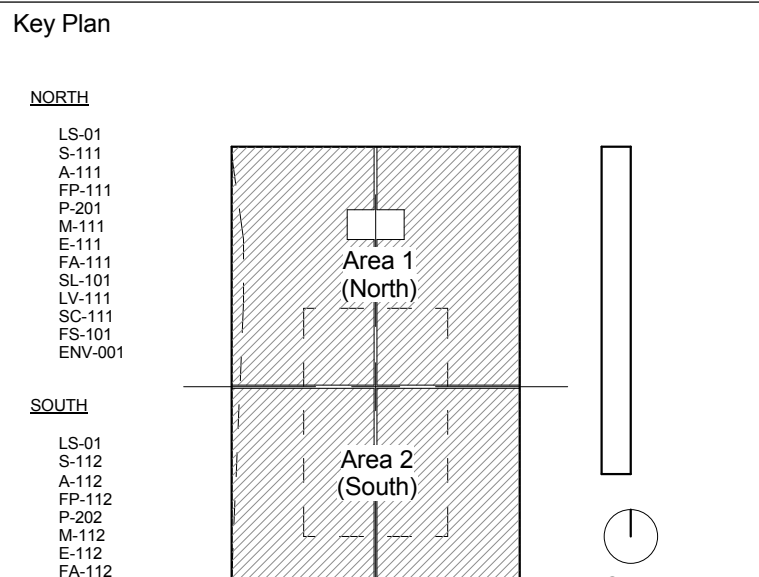 Key Plan
NORTH
LS-01
S-111
A-111
FP-111
P-201
M-111
E-111
FA-111
SL-101
LV-111
SC-111
FS-101
ENV-001
Area 1
(North)
SOUTH
LS-01
S-112
A-112
FP-112
P-202
M-112
E-112
FA-112
Area 2
(South)